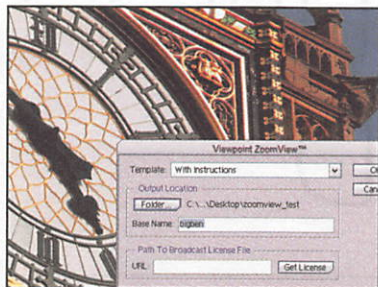 Viewpoint ZoomView™
Template: With Instructions
Output Location
Folder... C:\...\Desktop\zoomview_test
Base Name: bigben
Path To Broadcast License File
URL: Get License